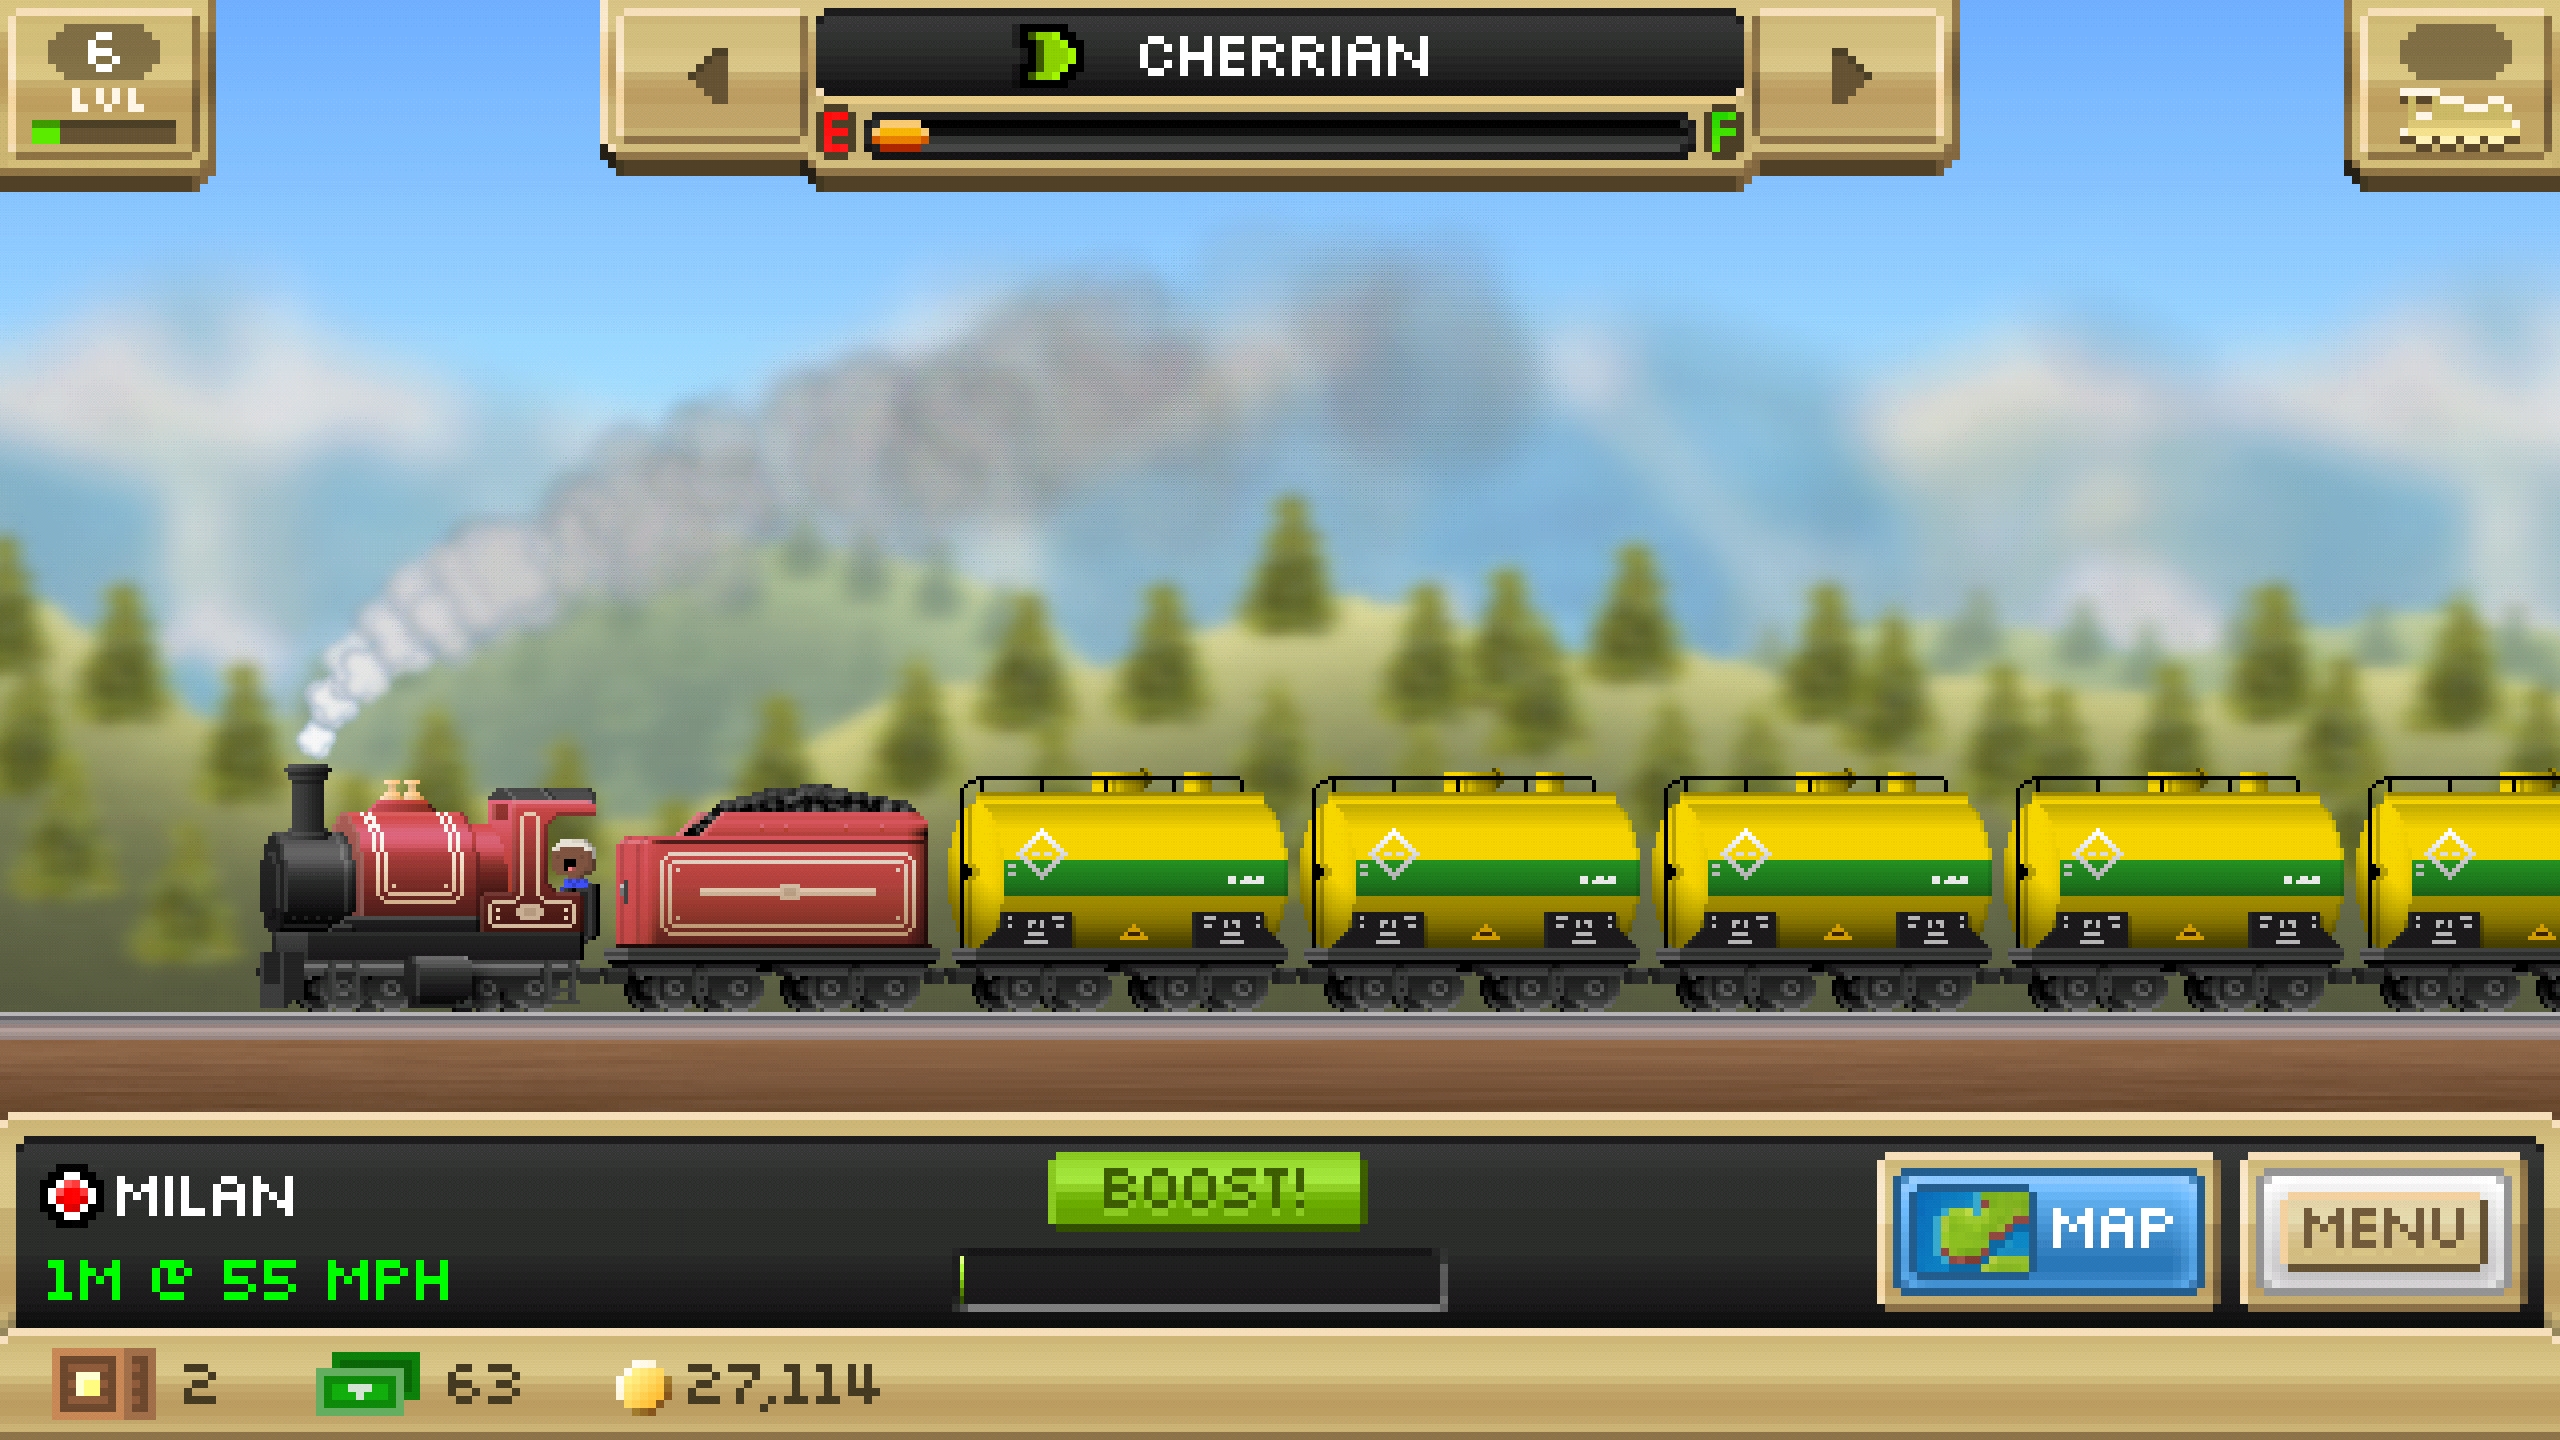 6
LVL
CHERRIAN
E F
MILAN
1M @ 55 MPH
BOOST!
MAP
MENU
2 63 27,114